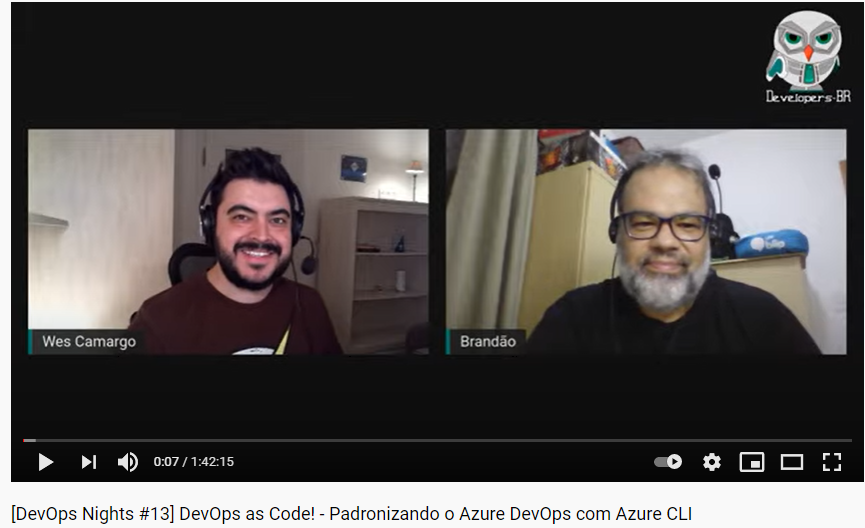 Developers-BR
Wes Camargo
Brandão
0:07 / 1:42:15
[DevOps Nights #13] DevOps as Code! - Padronizando o Azure DevOps com Azure CLI